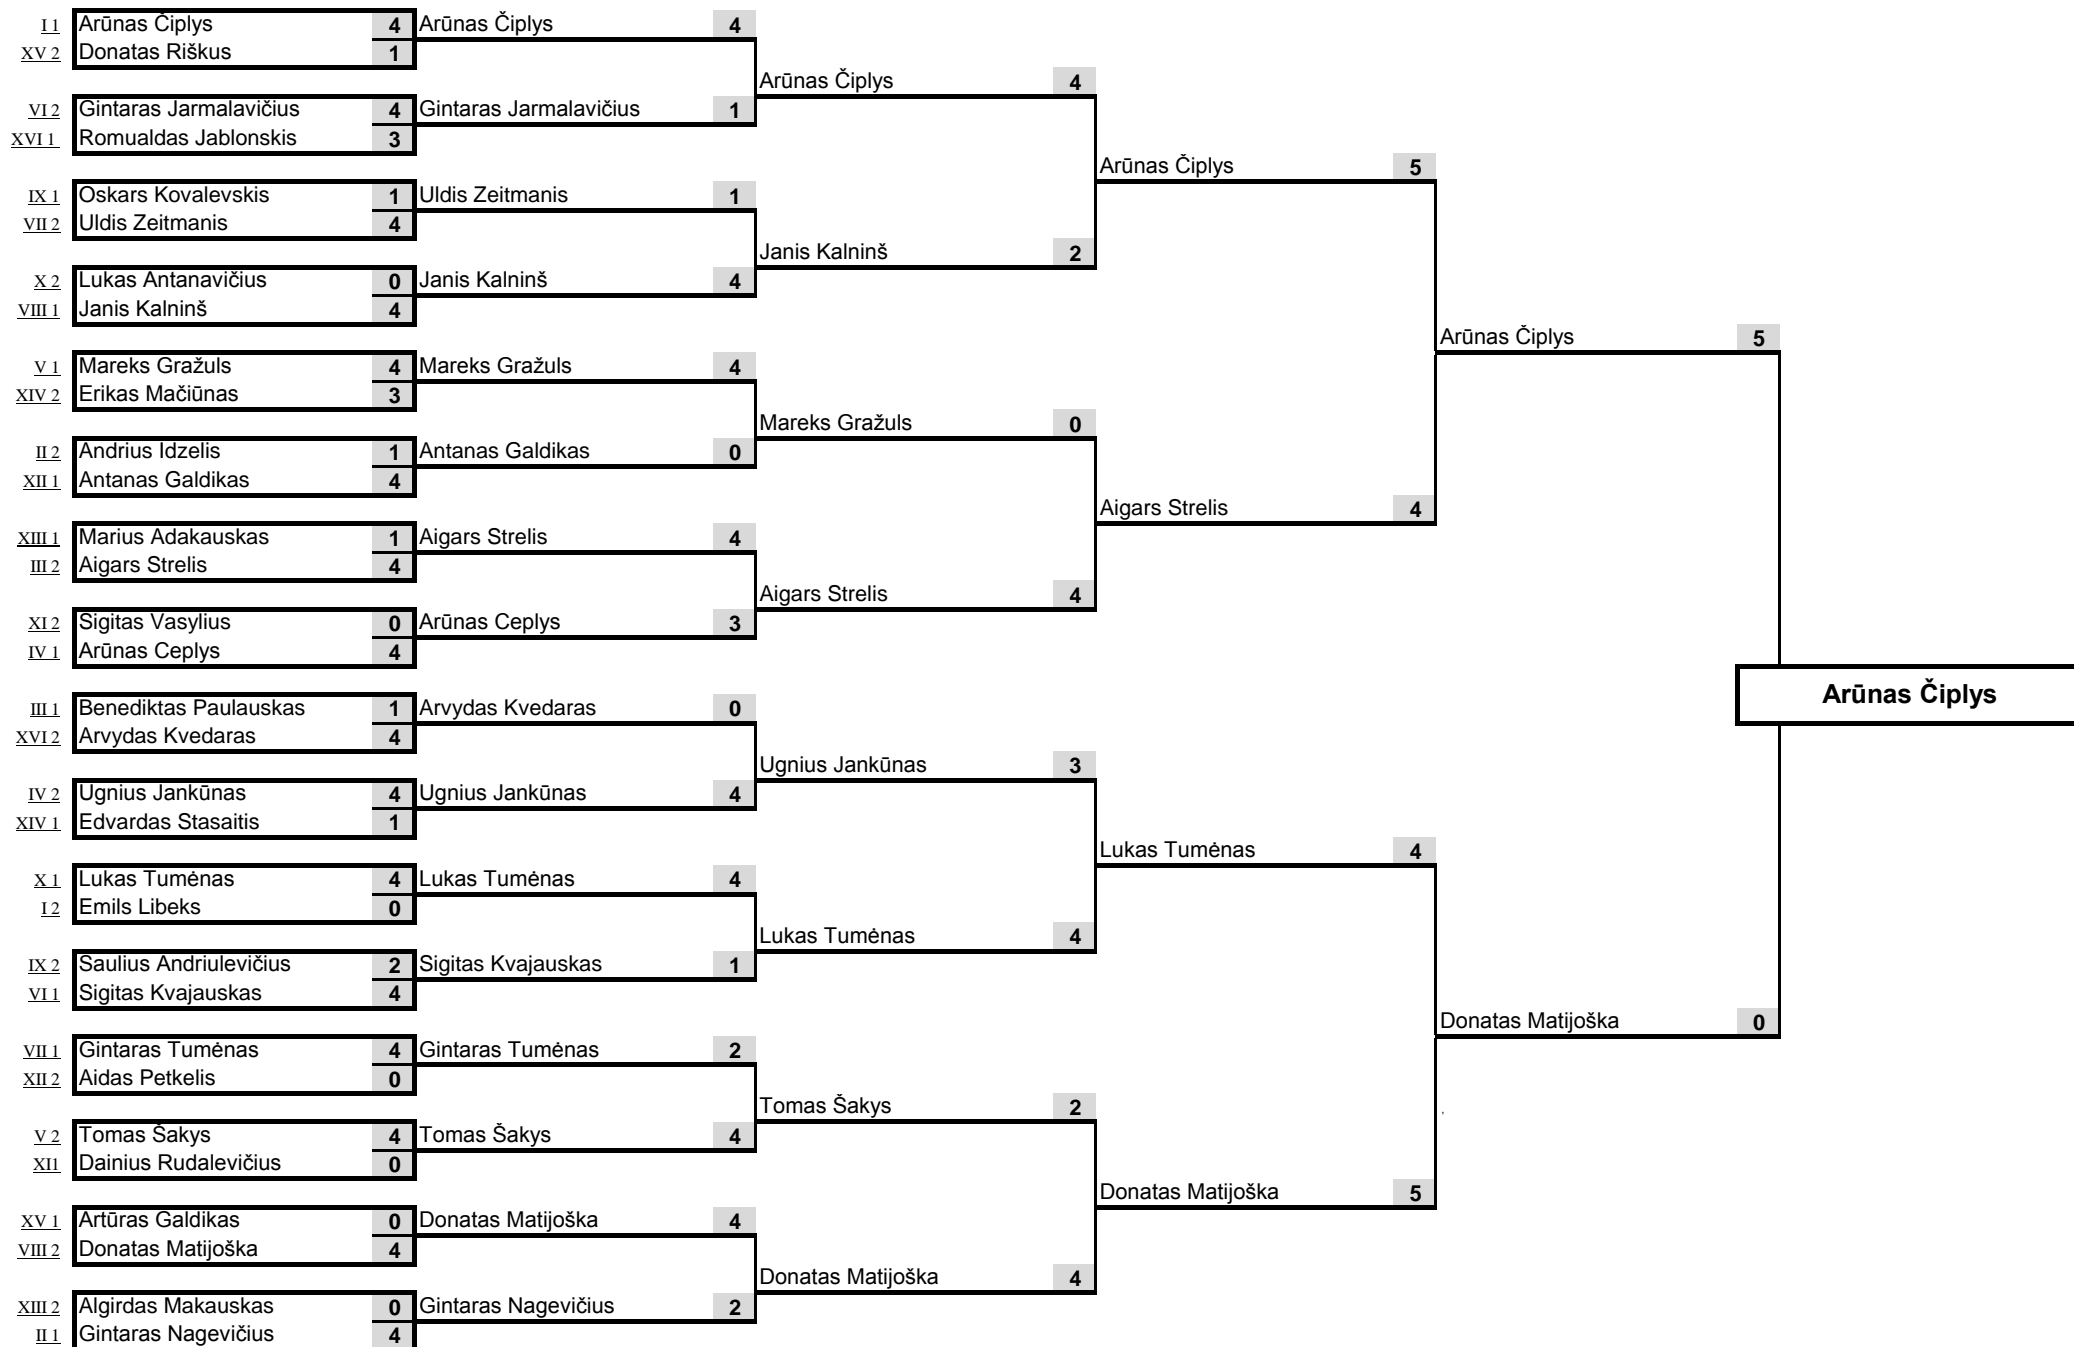 I 1 Arūnas Čiplys 4 Arūnas Čiplys 4
XV 2 Donatas Riškus 1
Arūnas Čiplys 4
VI 2 Gintaras Jarmalavičius 4 Gintaras Jarmalavičius 1
XVI 1 Romualdas Jablonskis 3
Arūnas Čiplys 5
IX 1 Oskars Kovalevskis 1 Uldis Zeitmanis 1
VII 2 Uldis Zeitmanis 4
Janis Kalninš 2
X 2 Lukas Antanavičius 0 Janis Kalninš 4
VIII 1 Janis Kalninš 4
Arūnas Čiplys 5
V 1 Mareks Gražuls 4 Mareks Gražuls 4
XIV 2 Erikas Mačiūnas 3
Mareks Gražuls 0
II 2 Andrius Idzelis 1 Antanas Galdikas 0
XII 1 Antanas Galdikas 4
Aigars Strelis 4
XIII 1 Marius Adakauskas 1 Aigars Strelis 4
III 2 Aigars Strelis 4
Aigars Strelis 4
XI 2 Sigitas Vasylius 0 Arūnas Ceplys 3
IV 1 Arūnas Ceplys 4
Arūnas Čiplys
III 1 Benediktas Paulauskas 1 Arvydas Kvedaras 0
XVI 2 Arvydas Kvedaras 4
Ugnius Jankūnas 3
IV 2 Ugnius Jankūnas 4 Ugnius Jankūnas 4
XIV 1 Edvardas Stasaitis 1
Lukas Tumėnas 4
X 1 Lukas Tumėnas 4 Lukas Tumėnas 4
I 2 Emils Libeks 0
Lukas Tumėnas 4
IX 2 Saulius Andriulevičius 2 Sigitas Kvajauskas 1
VI 1 Sigitas Kvajauskas 4
Donatas Matijoška 0
VII 1 Gintaras Tumėnas 4 Gintaras Tumėnas 2
XII 2 Aidas Petkelis 0
Tomas Šakys 2
V 2 Tomas Šakys 4 Tomas Šakys 4
XI1 Dainius Rudalevičius 0
Donatas Matijoška 5
XV 1 Artūras Galdikas 0 Donatas Matijoška 4
VIII 2 Donatas Matijoška 4
Donatas Matijoška 4
XIII 2 Algirdas Makauskas 0 Gintaras Nagevičius 2
II 1 Gintaras Nagevičius 4